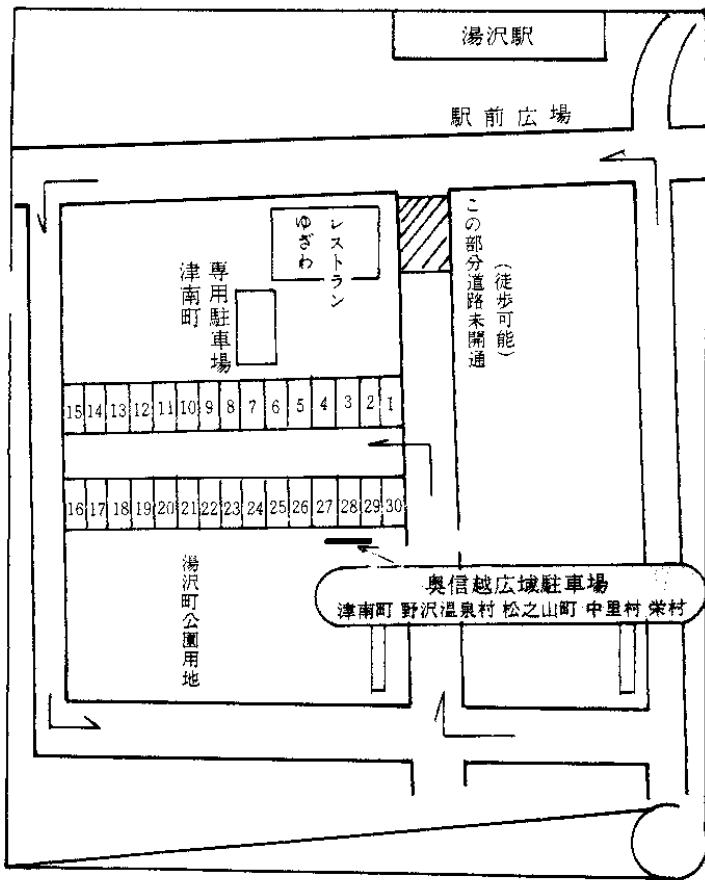 湯沢駅
駅前広場
この部分道路未開通
(徒歩可能)
レストラン
ゆざわ
専用駐車場
津南町
15 14 13 12 11 10 9 8 7 6 5 4 3 2 1
16 17 18 19 20 21 22 23 24 25 26 27 28 29 30
奥信越広域駐車場
津南町 野沢温泉村 松之山町 中里村 栄村
湯沢町公園用地